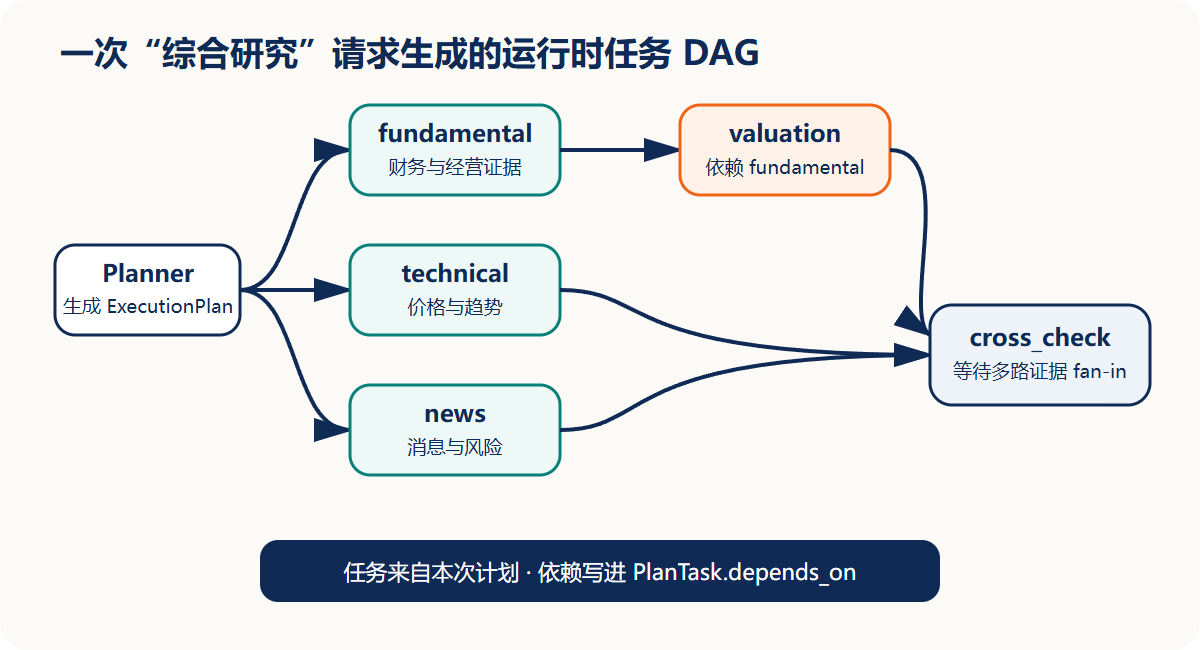 一次“综合研究”请求生成的运行时任务 DAG
fundamental
财务与经营证据
valuation
依赖 fundamental
Planner
生成 ExecutionPlan
technical
价格与趋势
cross_check
等待多路证据 fan-in
news
消息与风险
任务来自本次计划 · 依赖写进 PlanTask.depends_on